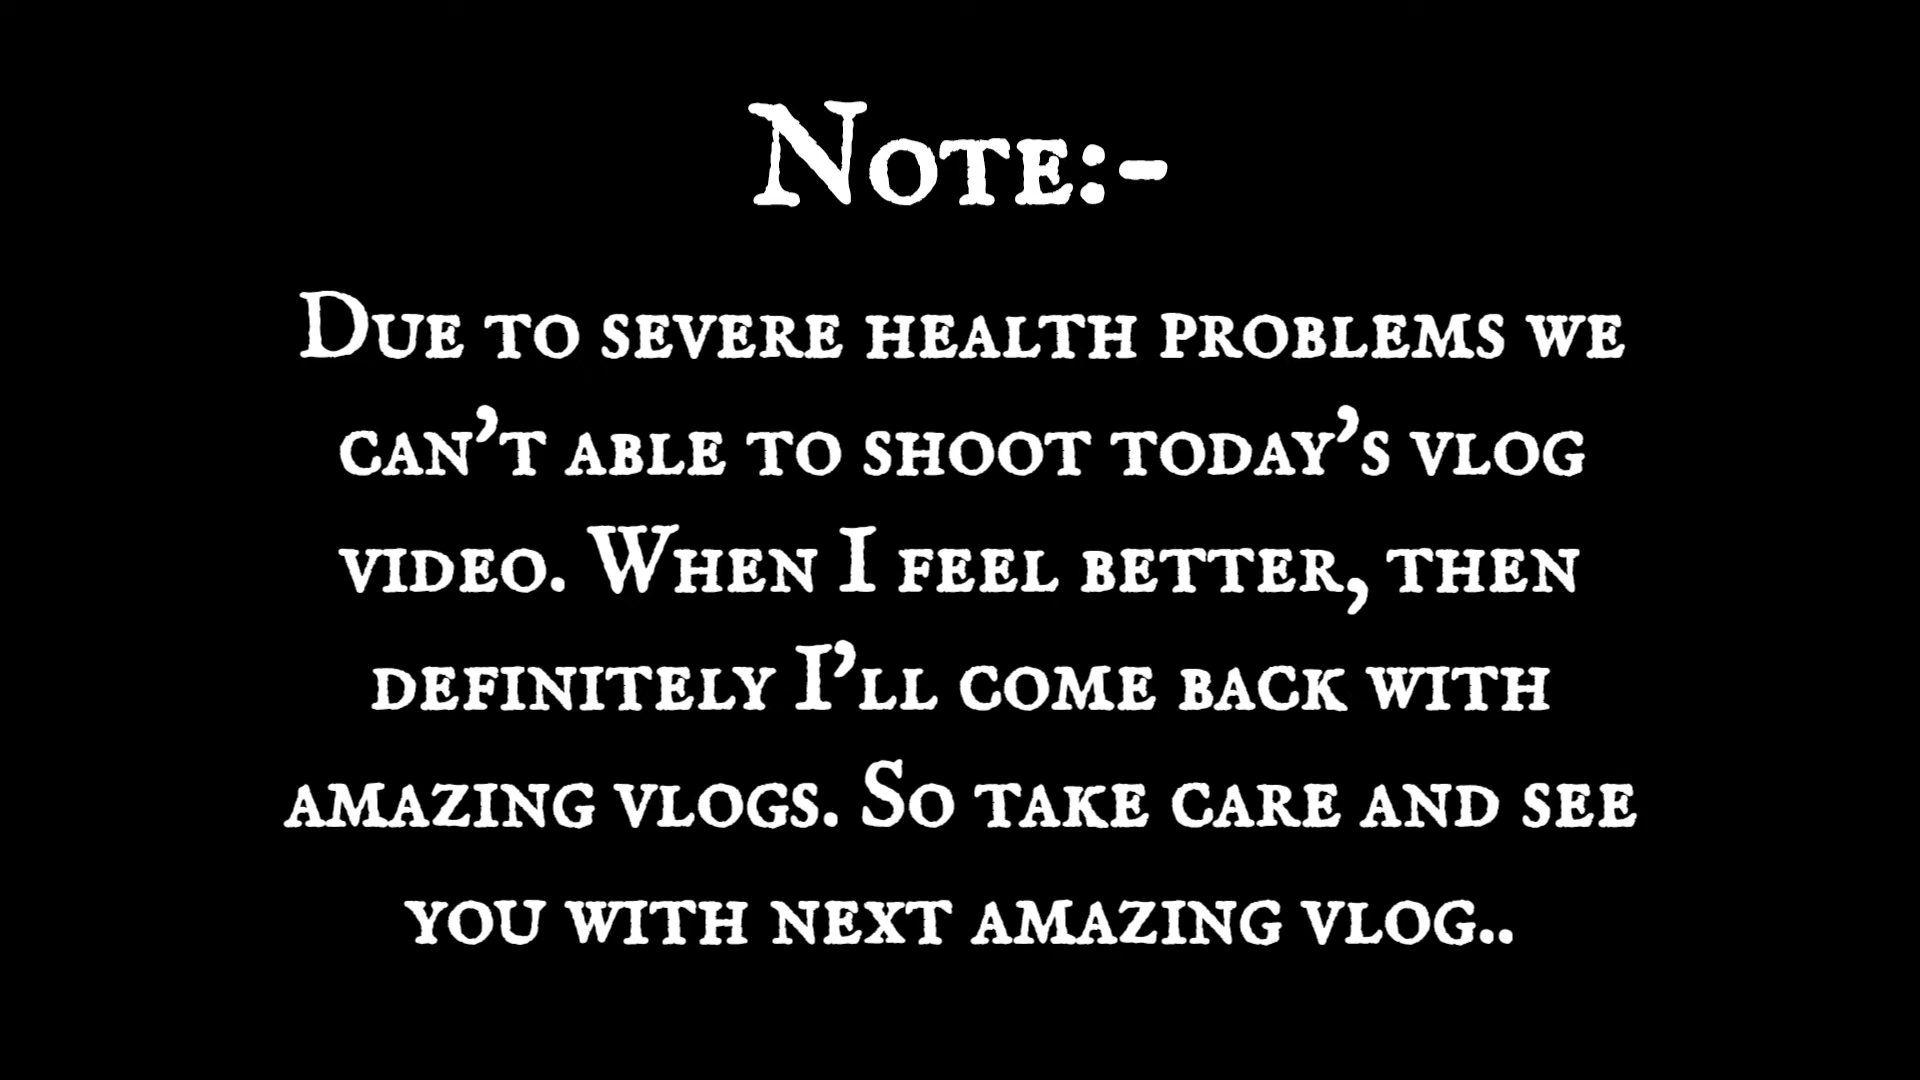 Note:-
Due to severe health problems we
can't able to shoot today's vlog
video. When I feel better, then
definitely I'll come back with
amazing vlogs. So take care and see
you with next amazing vlog..